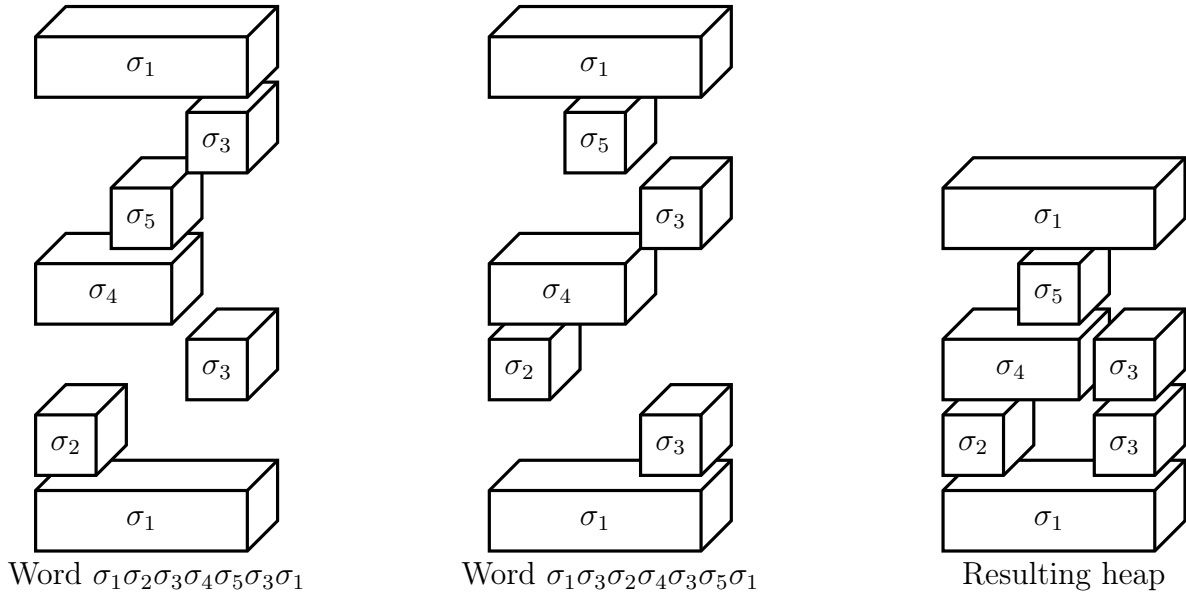 σ₁
σ₃
σ₅
σ₄
σ₃
σ₂
σ₁
Word σ₁σ₂σ₃σ₄σ₅σ₃σ₁
σ₁
σ₅
σ₃
σ₄
σ₂
σ₃
σ₁
Word σ₁σ₃σ₂σ₄σ₃σ₅σ₁
σ₁
σ₅
σ₄ σ₃
σ₂ σ₃
σ₁
Resulting heap